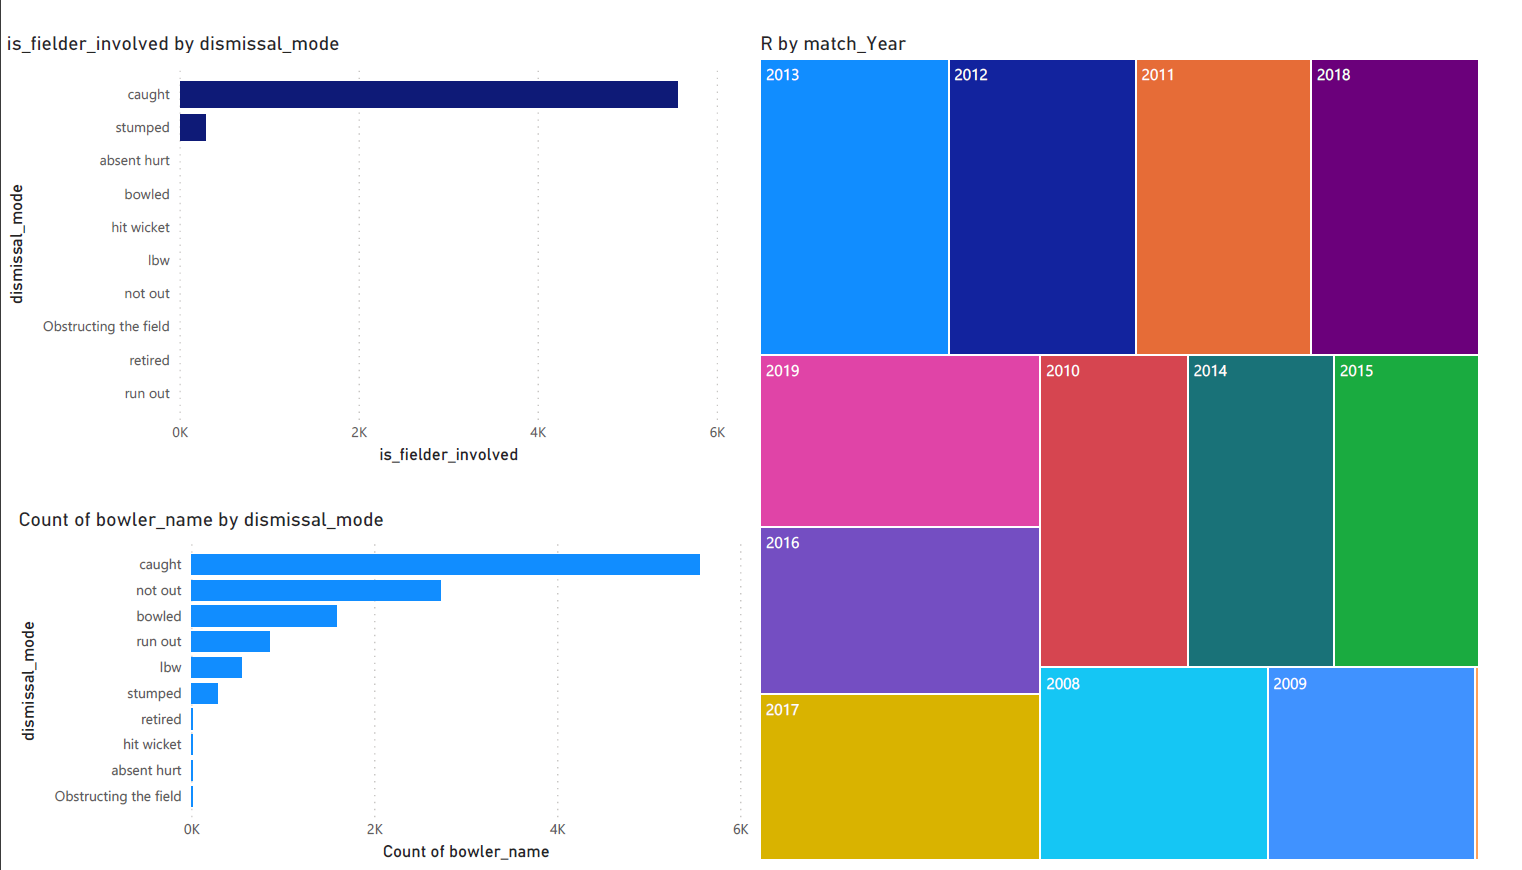 is_fielder_involved by dismissal_mode
dismissal_mode
caught
stumped
absent hurt
bowled
hit wicket
lbw
not out
Obstructing the field
retired
run out
0K 2K 4K 6K
is_fielder_involved
Count of bowler_name by dismissal_mode
dismissal_mode
caught
not out
bowled
run out
lbw
stumped
retired
hit wicket
absent hurt
Obstructing the field
0K 2K 4K 6K
Count of bowler_name
R by match_Year
2013 2012 2011 2018
2019 2010 2014 2015
2016
2008 2009
2017